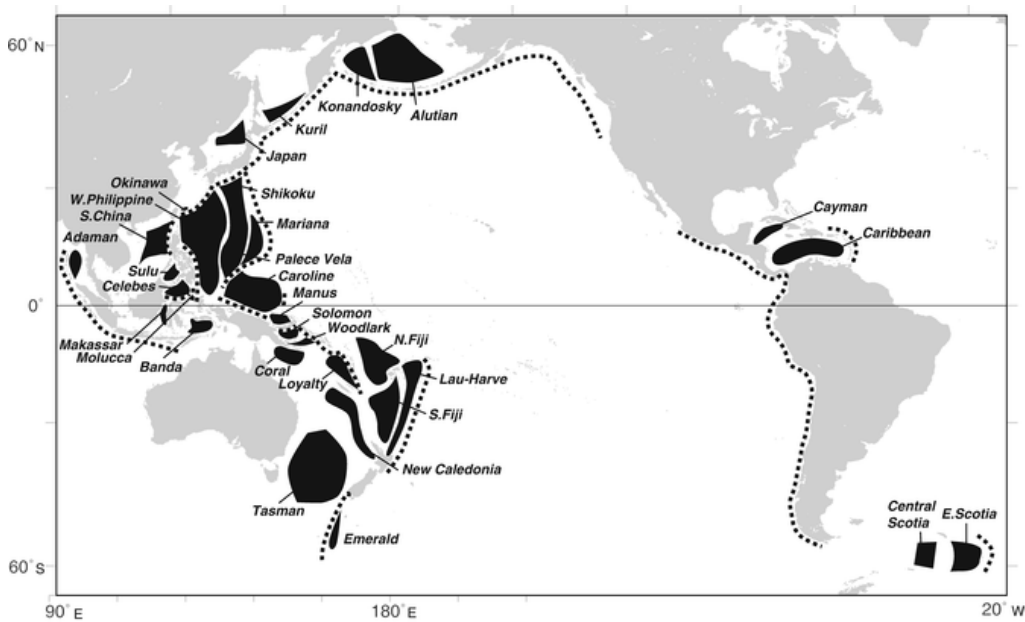 60°N
Konandosky
Alutian
Kuril
Japan
Okinawa
W.Philippine
S.China
Adaman
Shikoku
Mariana
Palece Vela
Caroline
Manus
Solomon
Woodlark
Sulu
Celebes
Makassar
Molucca
Banda
Coral
Loyalty
N.Fiji
Lau-Harve
S.Fiji
New Caledonia
Tasman
Emerald
Cayman
Caribbean
Central
Scotia
E.Scotia
0°
60°S
90°E
180°E
20°W